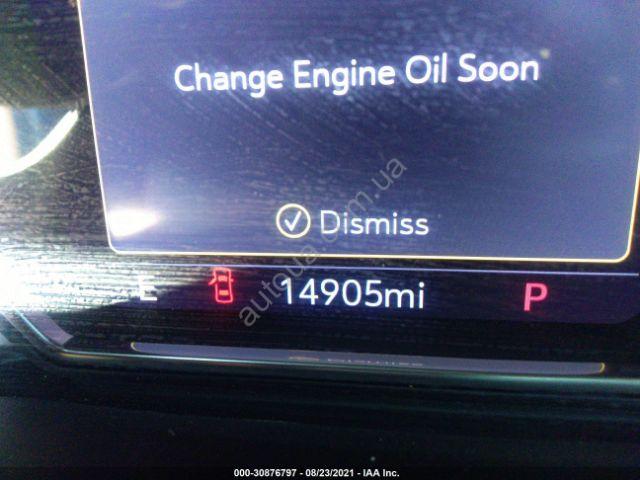 Change Engine Oil Soon
Dismiss
E 14905mi P
autoua.com.ua
000-30876797 - 08/23/2021 - IAA Inc.